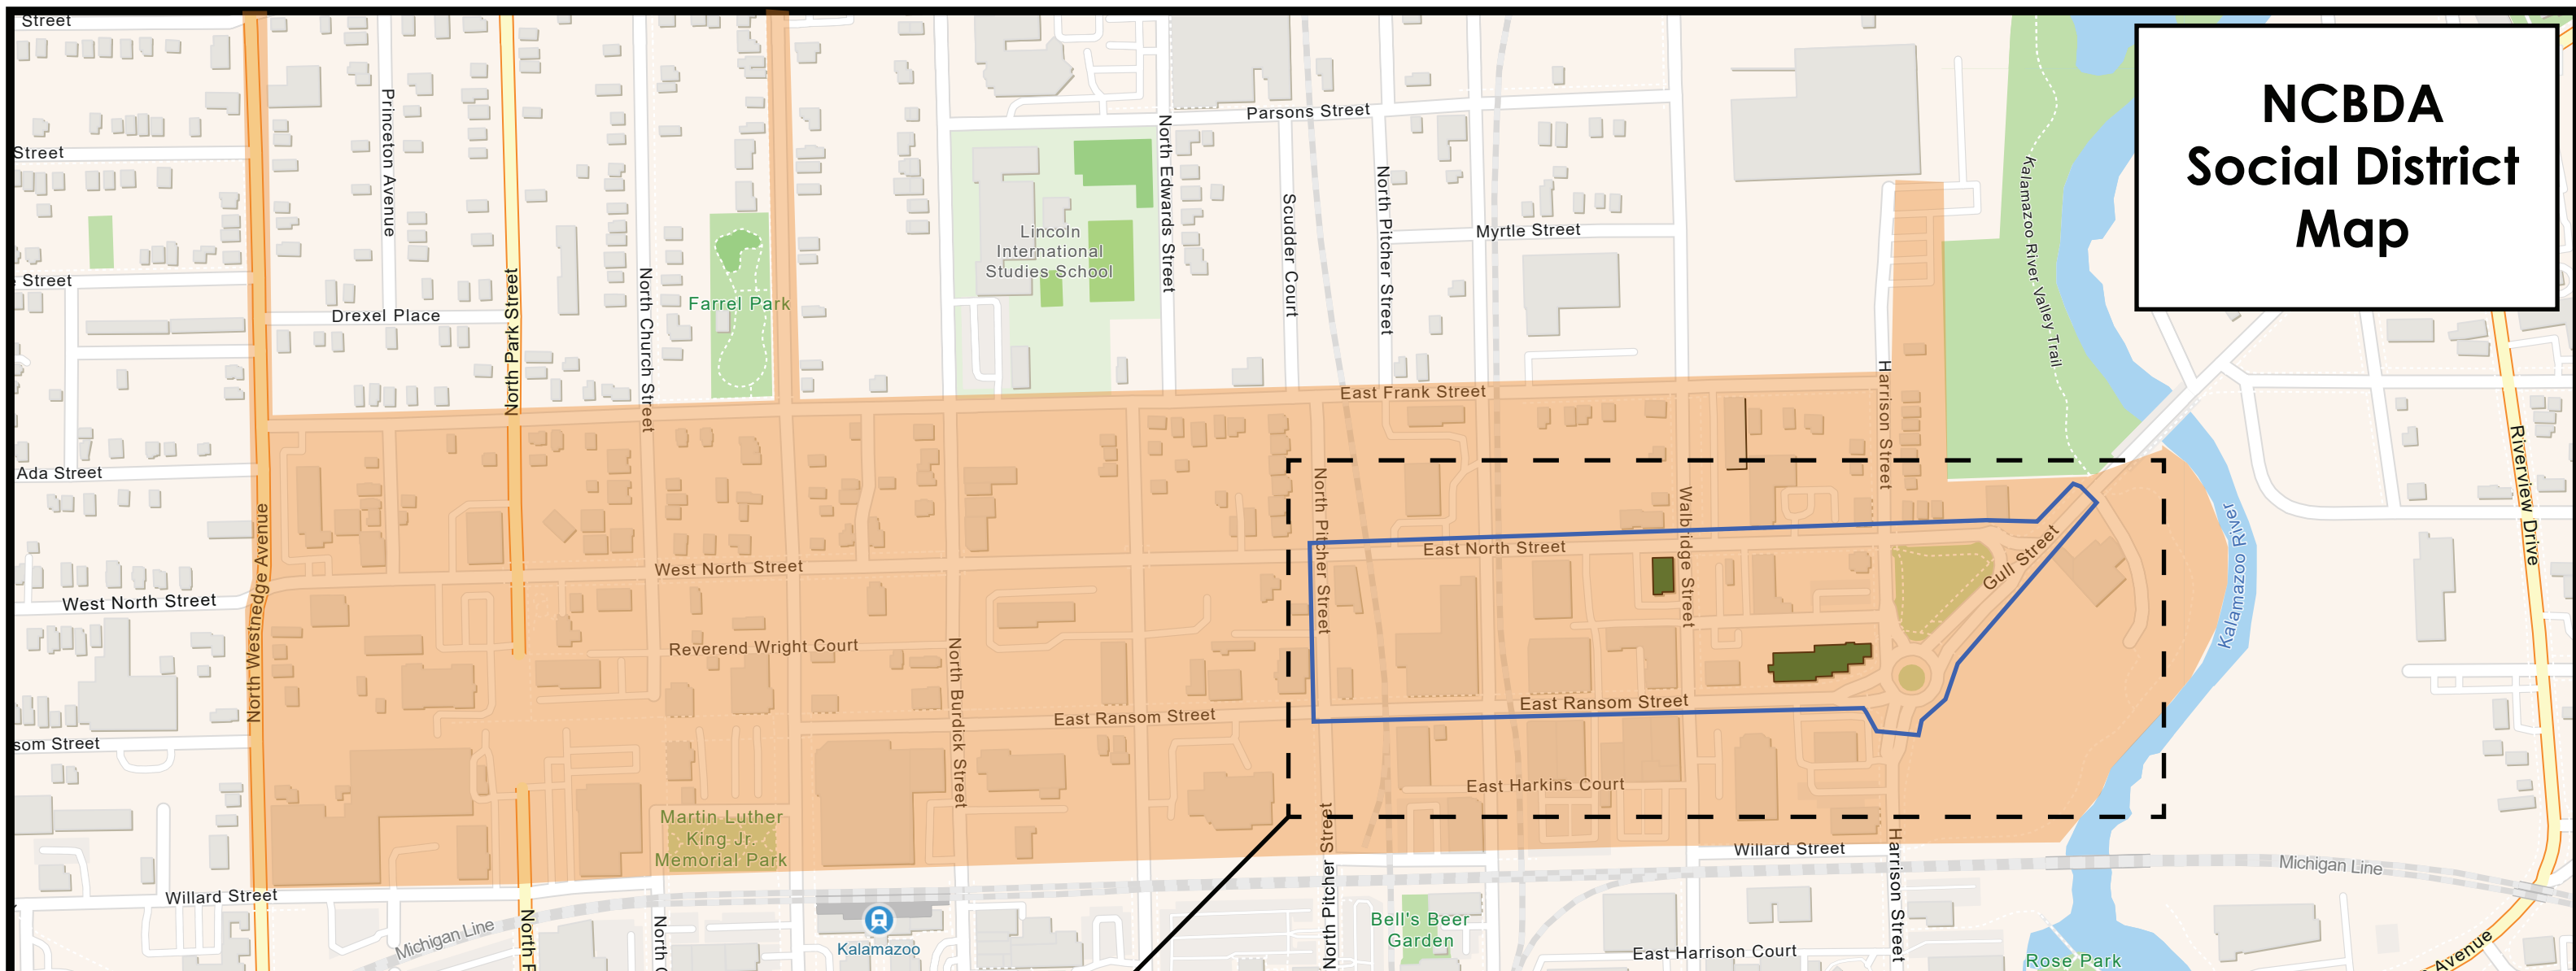 NCBDA
Social District
Map
Street
Street
Street
Princeton Avenue
Parsons Street
North Edwards Street
Lincoln
International
Studies School
Scudder Court
North Pitcher Street
Myrtle Street
Kalamazoo River Valley Trail
Drexel Place
North Park Street
North Church Street
Farrel Park
East Frank Street
Harrison Street
Riverview Drive
Ada Street
North Westnedge Avenue
West North Street
West North Street
North Pitcher Street
East North Street
Walbridge Street
Gull Street
Kalamazoo River
Reverend Wright Court
North Burdick Street
East Ransom Street
East Ransom Street
som Street
East Harkins Court
Martin Luther
King Jr.
Memorial Park
Willard Street
Willard Street
Michigan Line
Michigan Line
Kalamazoo
North Pitcher Street
Bell's Beer
Garden
Harrison Street
East Harrison Court
Rose Park
Avenue
North
North